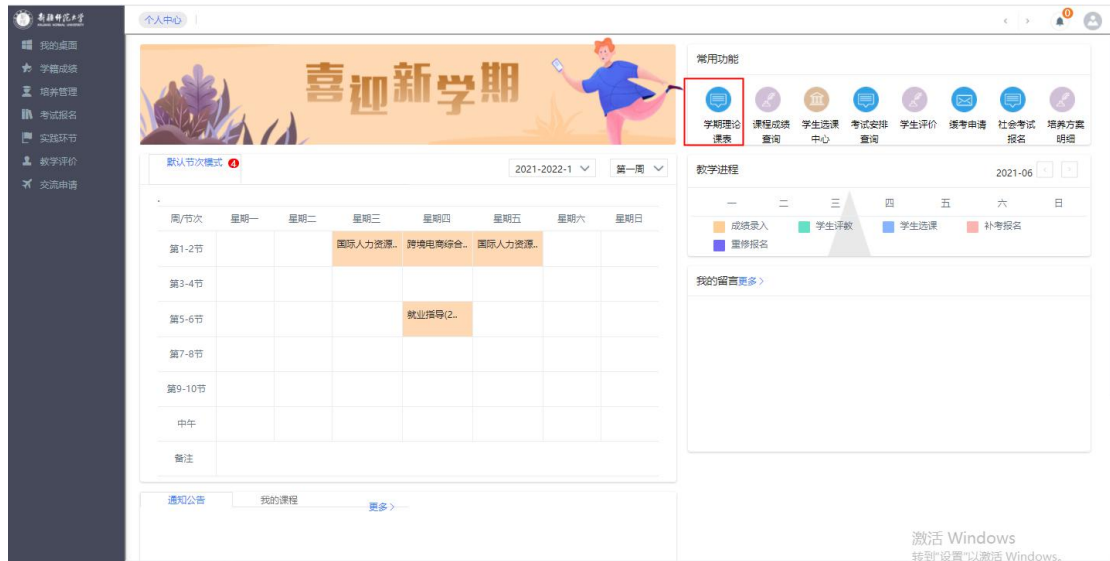 新疆师范大学
个人中心
0
我的桌面
学籍成绩
培养管理
考试报名
实践环节
教学评价
交流申请
喜迎新学期
常用功能
学期理论课表
课程成绩查询
学生选课中心
考试安排查询
学生评价
缓考申请
社会考试报名
培养方案明细
默认节次模式 4
2021-2022-1 第一周
周/节次 星期一 星期二 星期三 星期四 星期五 星期六 星期日
第1-2节 国际人力资源.. 跨境电商综合.. 国际人力资源..
第3-4节
第5-6节 就业指导(2..
第7-8节
第9-10节
中午
备注
教学进程 2021-06
一 二 三 四 五 六 日
成绩录入 学生评教 学生选课 补考报名
重修报名
我的留言更多>
通知公告 我的课程 更多>
激活 Windows
转到"设置"以激活 Windows。